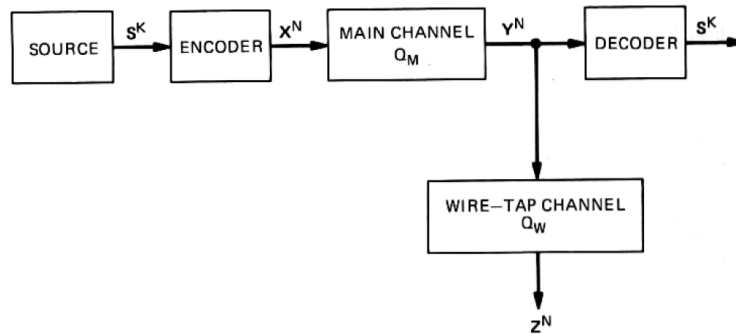 SOURCE
S^K
ENCODER
X^N
MAIN CHANNEL
Q_M
Y^N
DECODER
S^K
WIRE–TAP CHANNEL
Q_W
Z^N